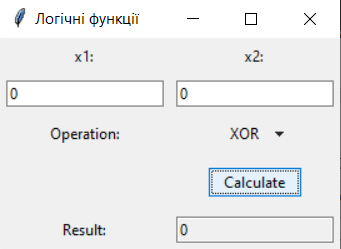 Логічні функції
x1: x2:
0 0
Operation: XOR
Calculate
Result: 0